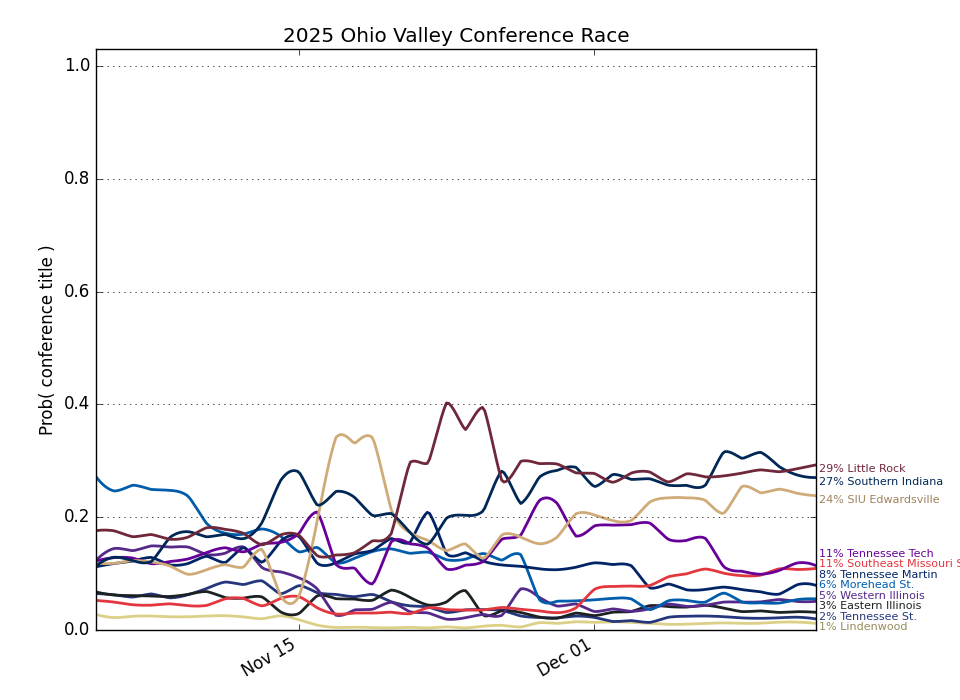 2025 Ohio Valley Conference Race
Prob( conference title )
1.0
0.8
0.6
0.4
0.2
0.0
Nov 15
Dec 01
29% Little Rock
27% Southern Indiana
24% SIU Edwardsville
11% Tennessee Tech
11% Southeast Missouri S
8% Tennessee Martin
6% Morehead St.
5% Western Illinois
3% Eastern Illinois
2% Tennessee St.
1% Lindenwood